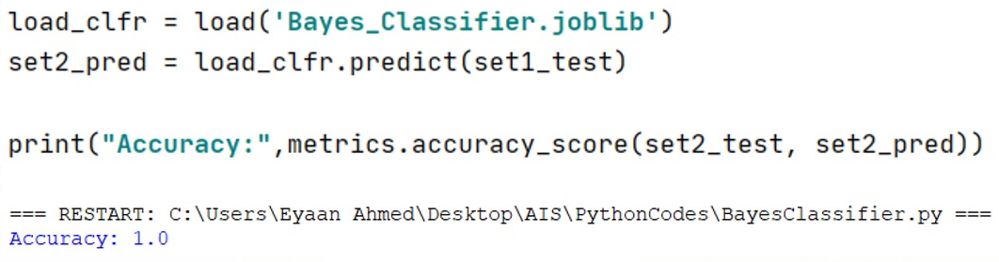 load_clfr = load('Bayes_Classifier.joblib')
set2_pred = load_clfr.predict(set1_test)
print("Accuracy:",metrics.accuracy_score(set2_test, set2_pred))
=== RESTART: C:\Users\Eyaan Ahmed\Desktop\AIS\PythonCodes\BayesClassifier.py ===
Accuracy: 1.0